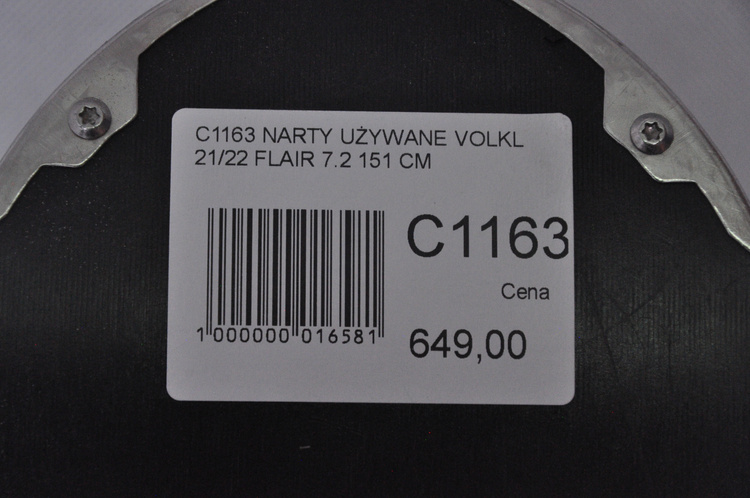 C1163 NARTY UŻYWANE VOLKL
21/22 FLAIR 7.2 151 CM
C1163
Cena
649,00
1 000000 016581